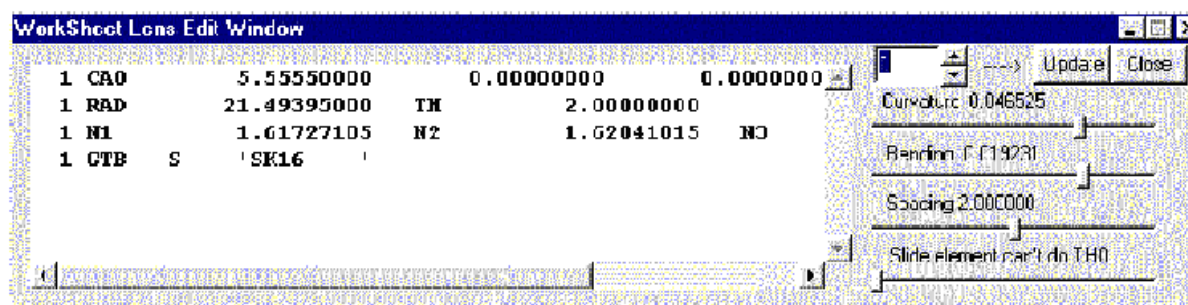 WorkSheet Lens Edit Window
1 CAO 5.55550000 0.00000000 0.0000000
1 RAD 21.49395000 TH 2.00000000
1 N1 1.61727105 N2 1.62041015 N3
1 GTB S 'SK16 '
Update Close
Curvature 0.046525
Bending
Spacing 2.000000
Slide element can't do TH0